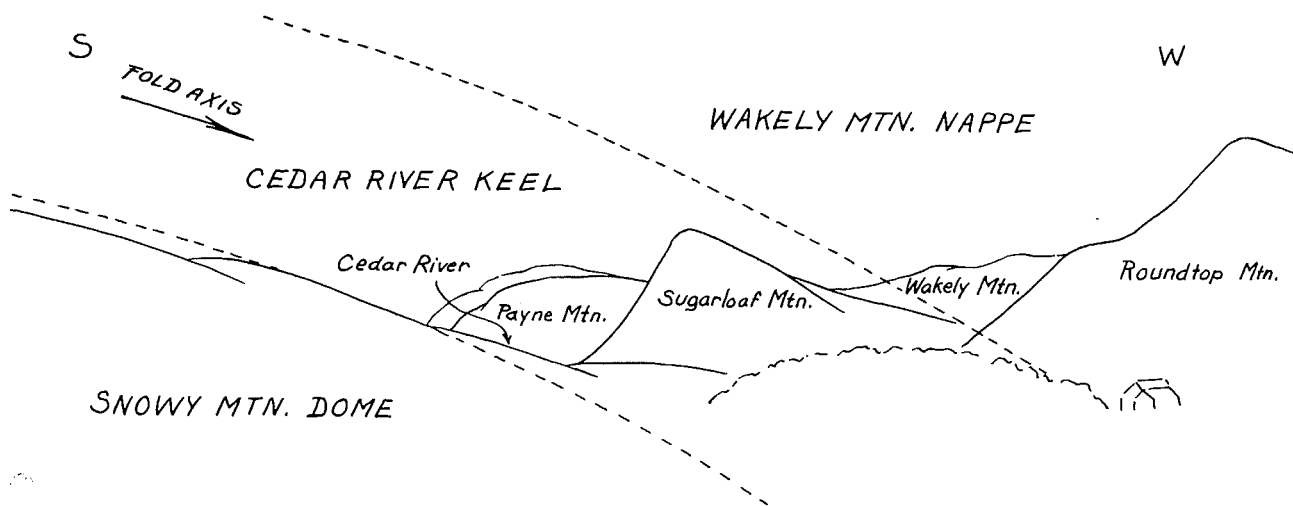 S
W
FOLD AXIS
WAKELY MTN. NAPPE
CEDAR RIVER KEEL
Cedar River
Payne Mtn.
Sugarloaf Mtn.
Wakely Mtn.
Roundtop Mtn.
SNOWY MTN. DOME